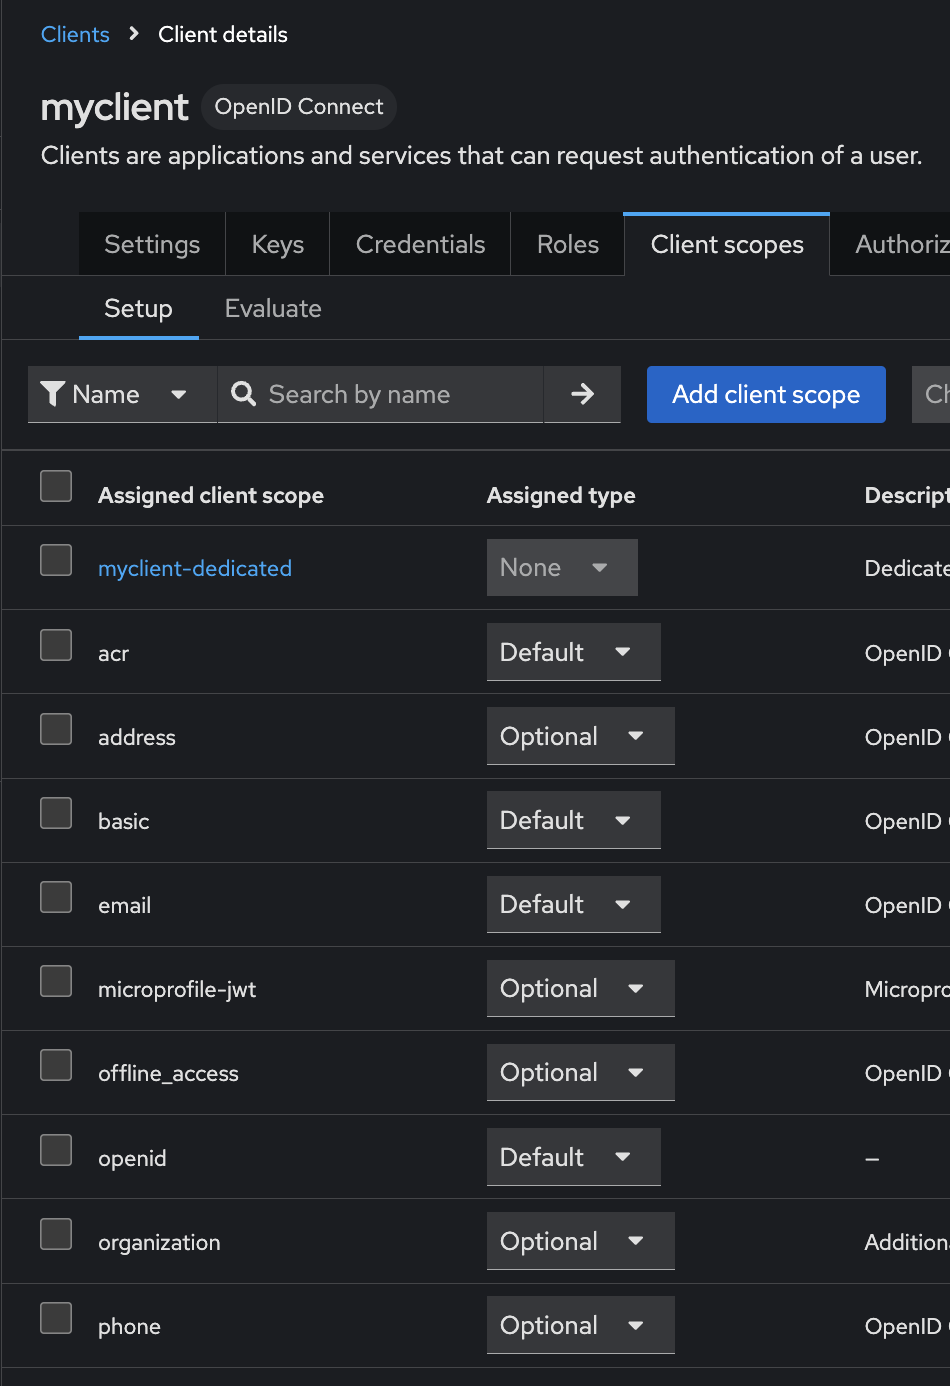 Clients > Client details
myclient OpenID Connect
Clients are applications and services that can request authentication of a user.
Settings Keys Credentials Roles Client scopes Authoriz
Setup Evaluate
Name Search by name → Add client scope Ch
Assigned client scope Assigned type Descript
myclient-dedicated None Dedicate
acr Default OpenID
address Optional OpenID
basic Default OpenID
email Default OpenID
microprofile-jwt Optional Micropro
offline_access Optional OpenID
openid Default –
organization Optional Addition
phone Optional OpenID